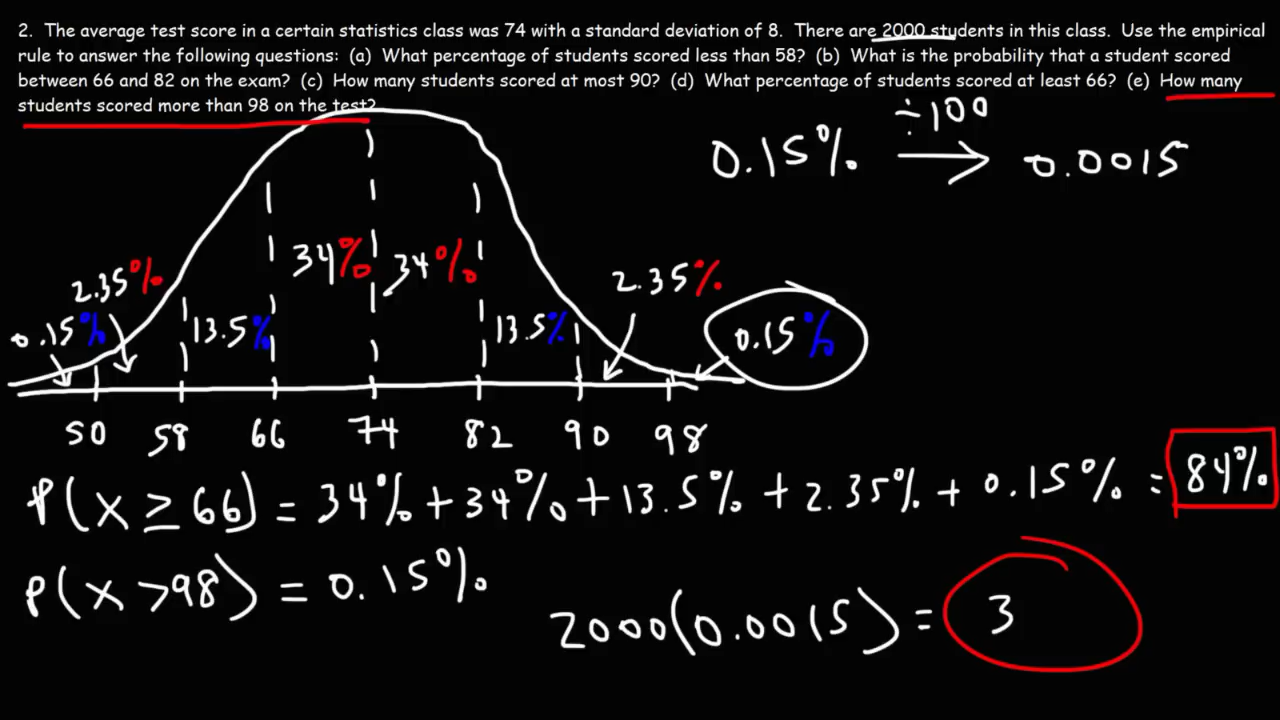 2. The average test score in a certain statistics class was 74 with a standard deviation of 8. There are 2000 students in this class. Use the empirical
rule to answer the following questions: (a) What percentage of students scored less than 58? (b) What is the probability that a student scored
between 66 and 82 on the exam? (c) How many students scored at most 90? (d) What percentage of students scored at least 66? (e) How many
students scored more than 98 on the test?
÷100
0.15% → 0.0015
34% 34%
2.35% 2.35%
0.15% 13.5% 13.5% 0.15%
50 58 66 74 82 90 98
P(x ≥ 66) = 34% + 34% + 13.5% + 2.35% + 0.15% = 84%
P(x > 98) = 0.15%
2000(0.0015) = 3